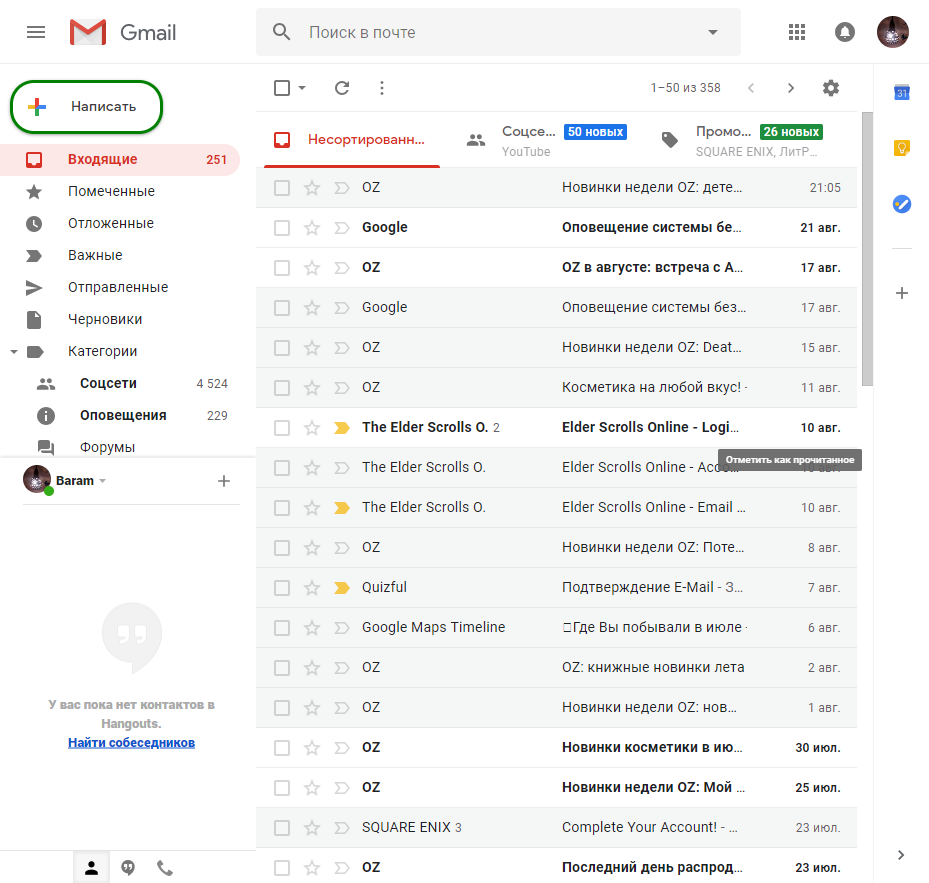 Gmail
Поиск в почте
Написать
1–50 из 358
31
Несортированн...
Соцсе... 50 новых
YouTube
Промо... 26 новых
SQUARE ENIX, ЛитР...
Входящие 251
Помеченные
Отложенные
Важные
Отправленные
Черновики
Категории
Соцсети 4 524
Оповещения 229
Форумы
Baram
У вас пока нет контактов в
Hangouts.
Найти собеседников
OZ Новинки недели OZ: дете... 21:05
Google Оповещение системы бе... 21 авг.
OZ OZ в августе: встреча с А... 17 авг.
Google Оповещение системы без... 17 авг.
OZ Новинки недели OZ: Deat... 15 авг.
OZ Косметика на любой вкус! - 11 авг.
The Elder Scrolls O. 2 Elder Scrolls Online - Logi... 10 авг.
Отметить как прочитанное
The Elder Scrolls O. Elder Scrolls Online - Acco... 10 авг.
The Elder Scrolls O. Elder Scrolls Online - Email ... 10 авг.
OZ Новинки недели OZ: Поте... 8 авг.
Quizful Подтверждение E-Mail - З... 7 авг.
Google Maps Timeline Где Вы побывали в июле - 6 авг.
OZ OZ: книжные новинки лета 2 авг.
OZ Новинки недели OZ: нов... 1 авг.
OZ Новинки косметики в ию... 30 июл.
OZ Новинки недели OZ: Мой ... 25 июл.
SQUARE ENIX 3 Complete Your Account! - ... 23 июл.
OZ Последний день распрод... 23 июл.